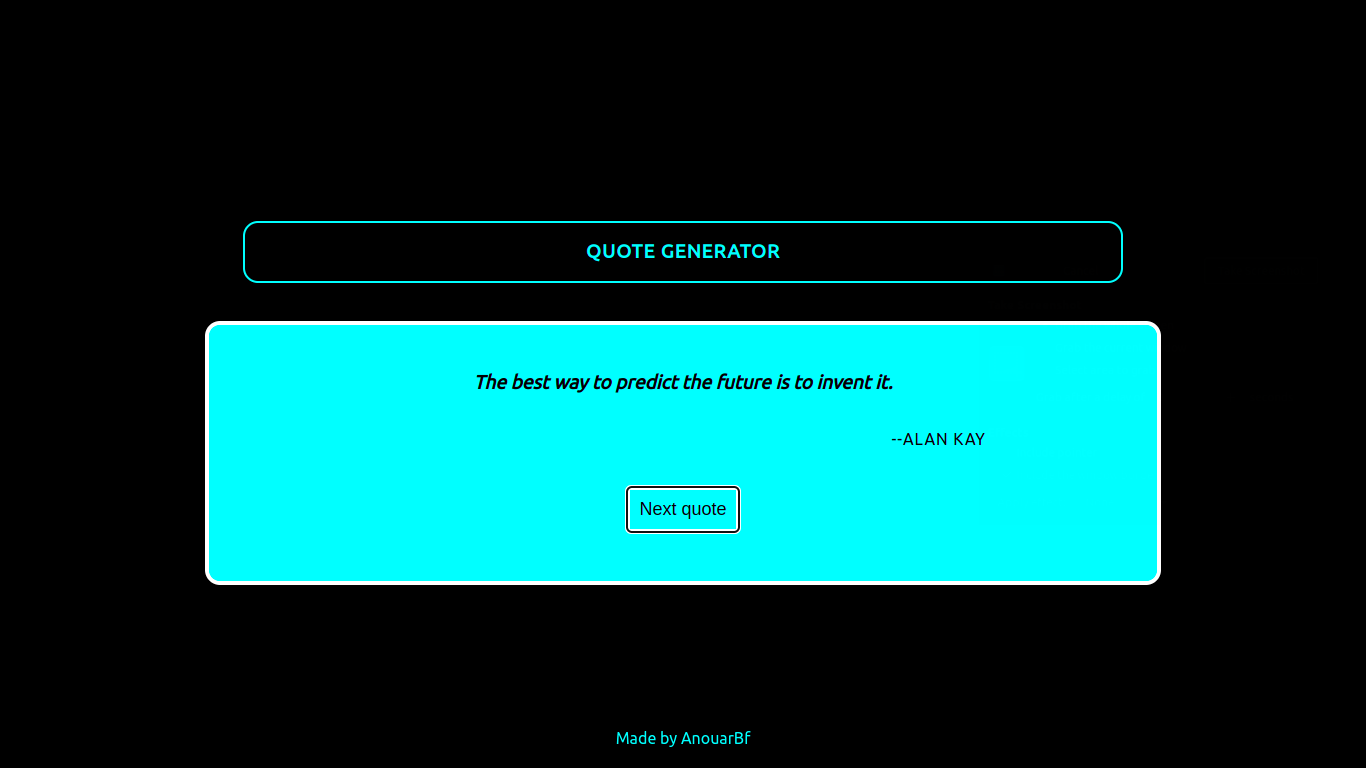 QUOTE GENERATOR
The best way to predict the future is to invent it.
--ALAN KAY
Next quote
Made by AnouarBf